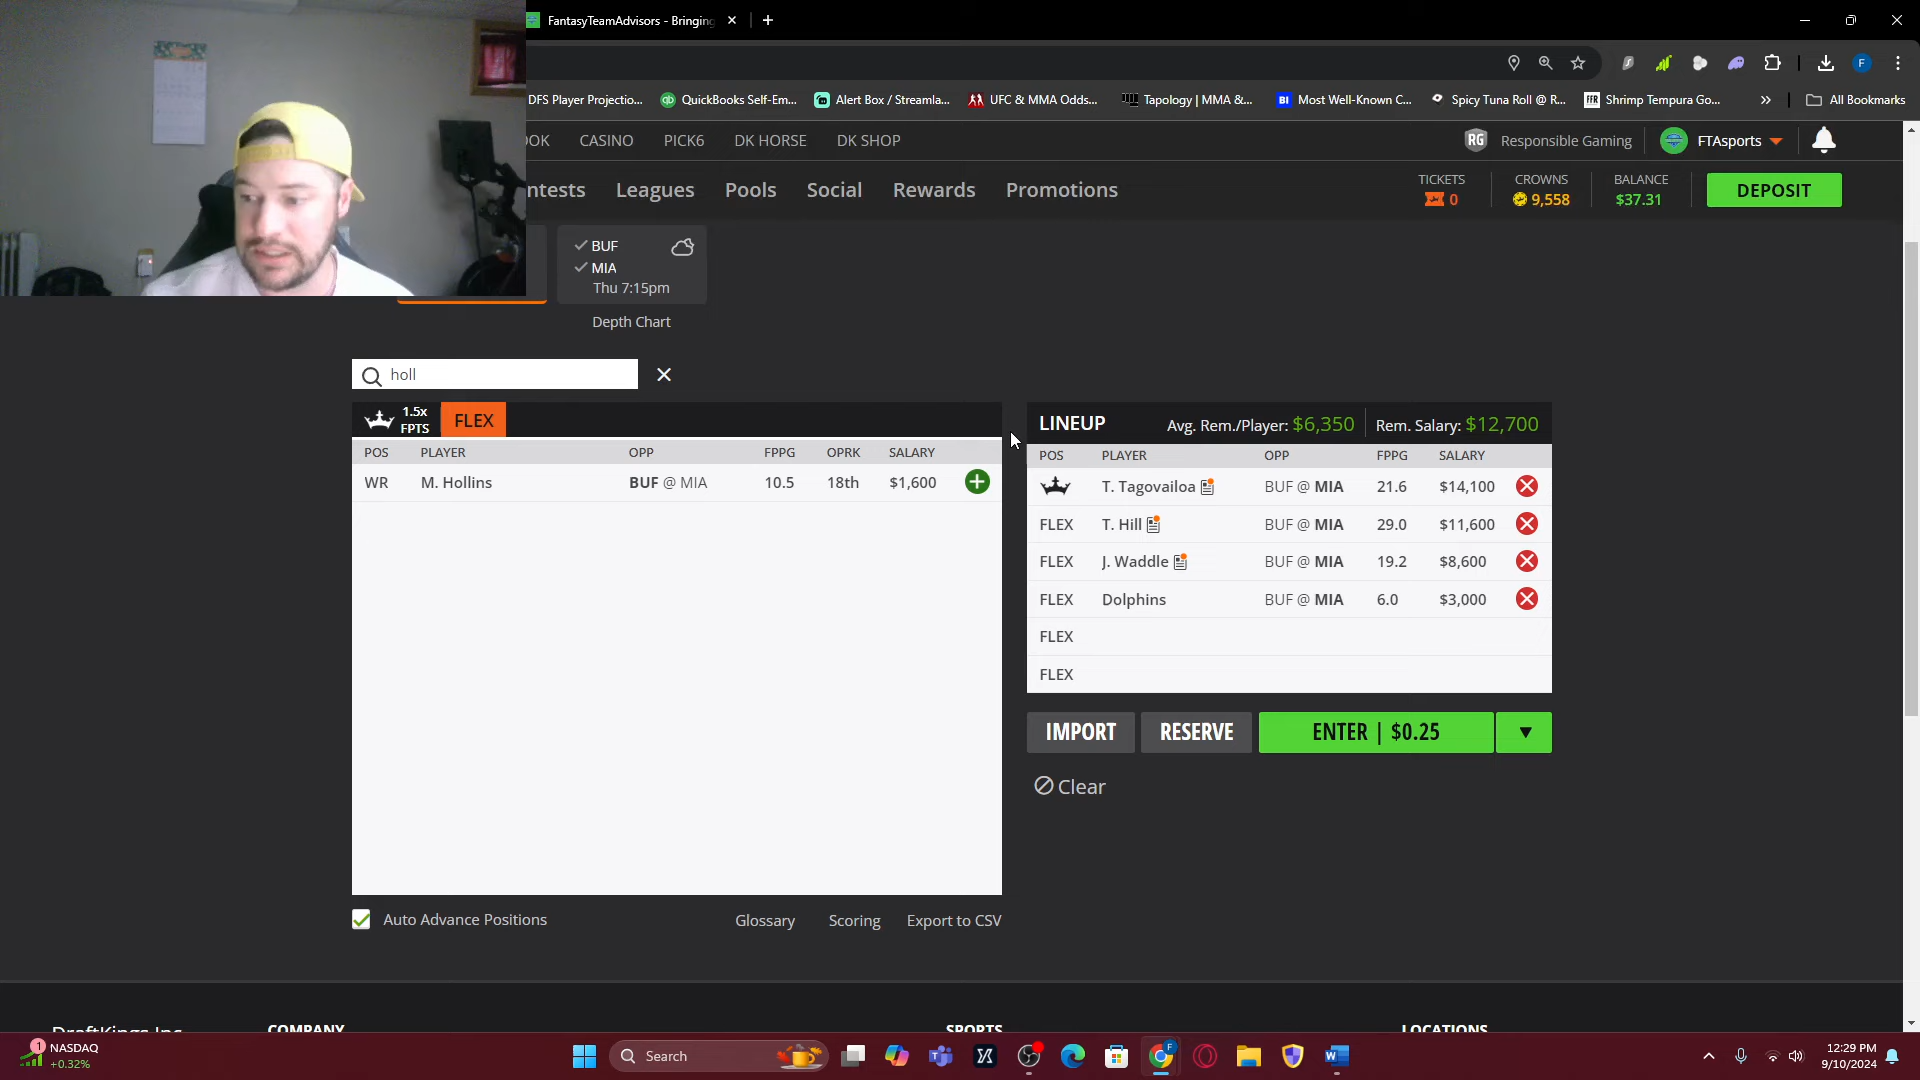 FantasyTeamAdvisors - Bringing
DFS Player Projectio...
QuickBooks Self-Em...
Alert Box / Streamla...
UFC & MMA Odds...
Tapology | MMA &...
Most Well-Known C...
Spicy Tuna Roll @ R...
Shrimp Tempura Go...
All Bookmarks
OOK CASINO PICK6 DK HORSE DK SHOP
RG Responsible Gaming FTAsports
ntests Leagues Pools Social Rewards Promotions
TICKETS CROWNS BALANCE
0 9,558 $37.31
DEPOSIT
BUF
MIA
Thu 7:15pm
Depth Chart
holl
1.5x
FPTS
FLEX
POS PLAYER OPP FPPG OPRK SALARY
WR M. Hollins BUF @ MIA 10.5 18th $1,600
LINEUP Avg. Rem./Player: $6,350 Rem. Salary: $12,700
POS PLAYER OPP FPPG SALARY
T. Tagovailoa BUF @ MIA 21.6 $14,100
FLEX T. Hill BUF @ MIA 29.0 $11,600
FLEX J. Waddle BUF @ MIA 19.2 $8,600
FLEX Dolphins BUF @ MIA 6.0 $3,000
FLEX
FLEX
IMPORT RESERVE ENTER | $0.25
Clear
Auto Advance Positions
Glossary Scoring Export to CSV
DraftKings Inc.
COMPANY SPORTS LOCATIONS
1
NASDAQ
+0.32%
Search
12:29 PM
9/10/2024